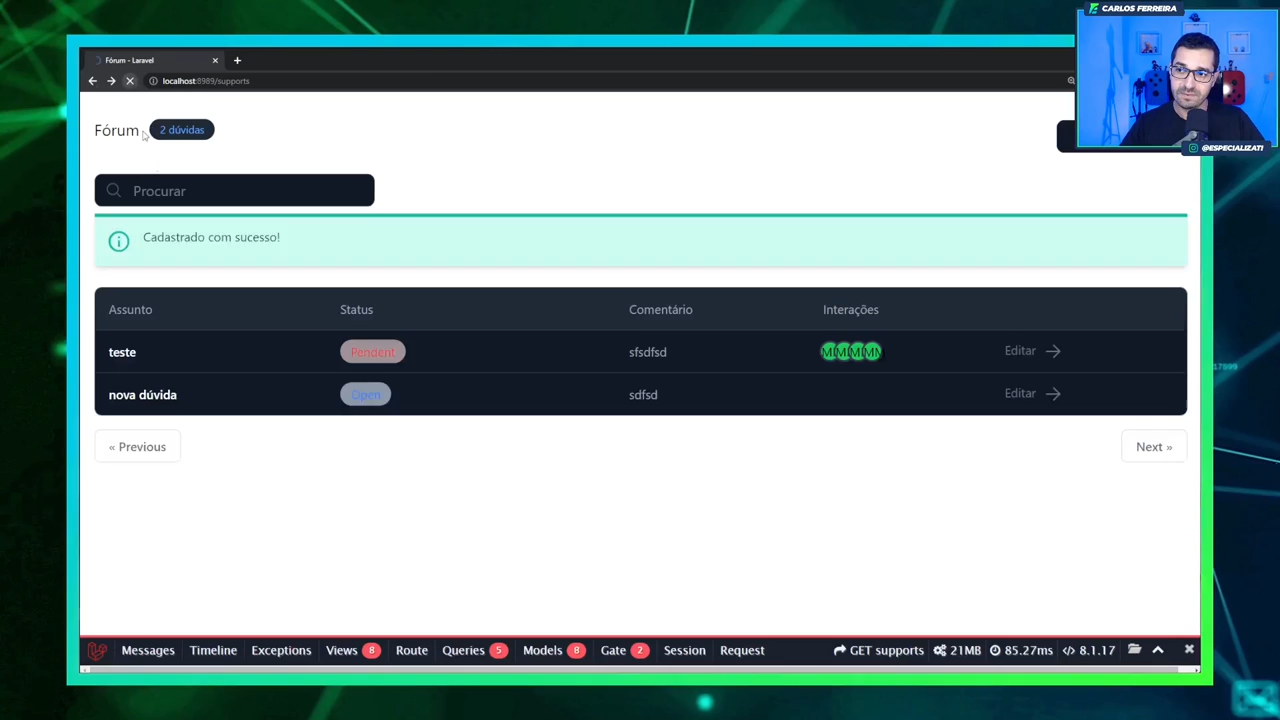 CARLOS FERREIRA
Fórum - Laravel
localhost:8989/supports
Fórum 2 dúvidas
@ESPECIALIZATI
Procurar
Cadastrado com sucesso!
Assunto Status Comentário Interações
teste Pendent sfsdfsd Editar
nova dúvida Open sdfsd Editar
« Previous Next »
Messages Timeline Exceptions Views 8 Route Queries 5 Models 8 Gate 2 Session Request GET supports 21MB 85.27ms 8.1.17